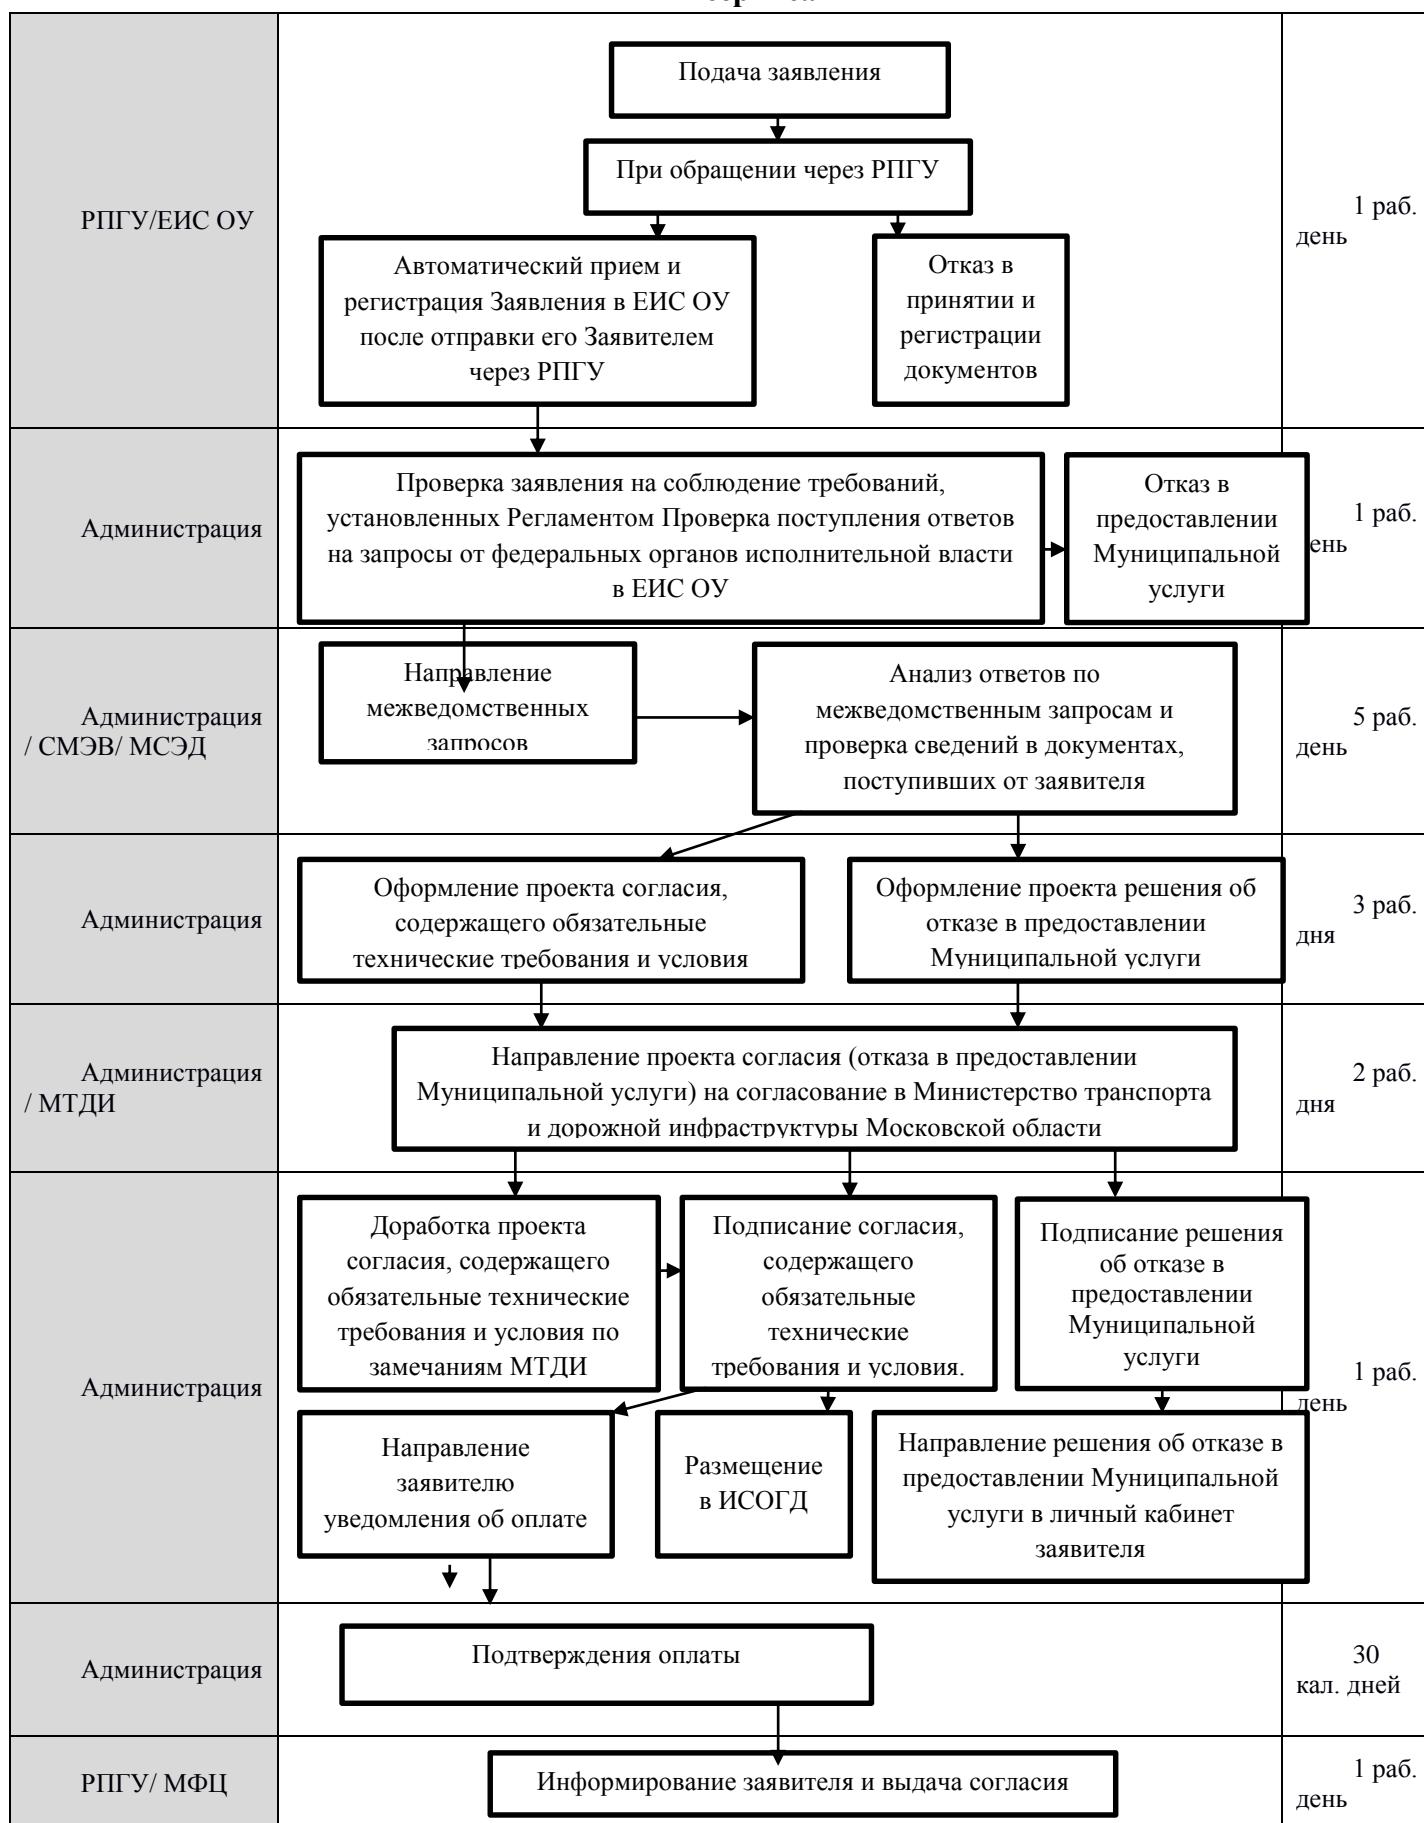 Подача заявления
При обращении через РПГУ
РПГУ/ЕИС ОУ
1 раб.
день
Автоматический прием и
регистрация Заявления в ЕИС ОУ
после отправки его Заявителем
через РПГУ
Отказ в
принятии и
регистрации
документов
Администрация
Проверка заявления на соблюдение требований,
установленных Регламентом Проверка поступления ответов
на запросы от федеральных органов исполнительной власти
в ЕИС ОУ
Отказ в
предоставлении
Муниципальной
услуги
1 раб.
ень
Администрация
/ СМЭВ/ МСЭД
Направление
межведомственных
запросов
Анализ ответов по
межведомственным запросам и
проверка сведений в документах,
поступивших от заявителя
5 раб.
день
Администрация
Оформление проекта согласия,
содержащего обязательные
технические требования и условия
Оформление проекта решения об
отказе в предоставлении
Муниципальной услуги
3 раб.
дня
Администрация
/ МТДИ
Направление проекта согласия (отказа в предоставлении
Муниципальной услуги) на согласование в Министерство транспорта
и дорожной инфраструктуры Московской области
2 раб.
дня
Администрация
Доработка проекта
согласия, содержащего
обязательные технические
требования и условия по
замечаниям МТДИ
Подписание согласия,
содержащего
обязательные
технические
требования и условия.
Подписание решения
об отказе в
предоставлении
Муниципальной
услуги
1 раб.
день
Направление
заявителю
уведомления об оплате
Размещение
в ИСОГД
Направление решения об отказе в
предоставлении Муниципальной
услуги в личный кабинет
заявителя
Администрация
Подтверждения оплаты
30
кал. дней
РПГУ/ МФЦ
Информирование заявителя и выдача согласия
1 раб.
день